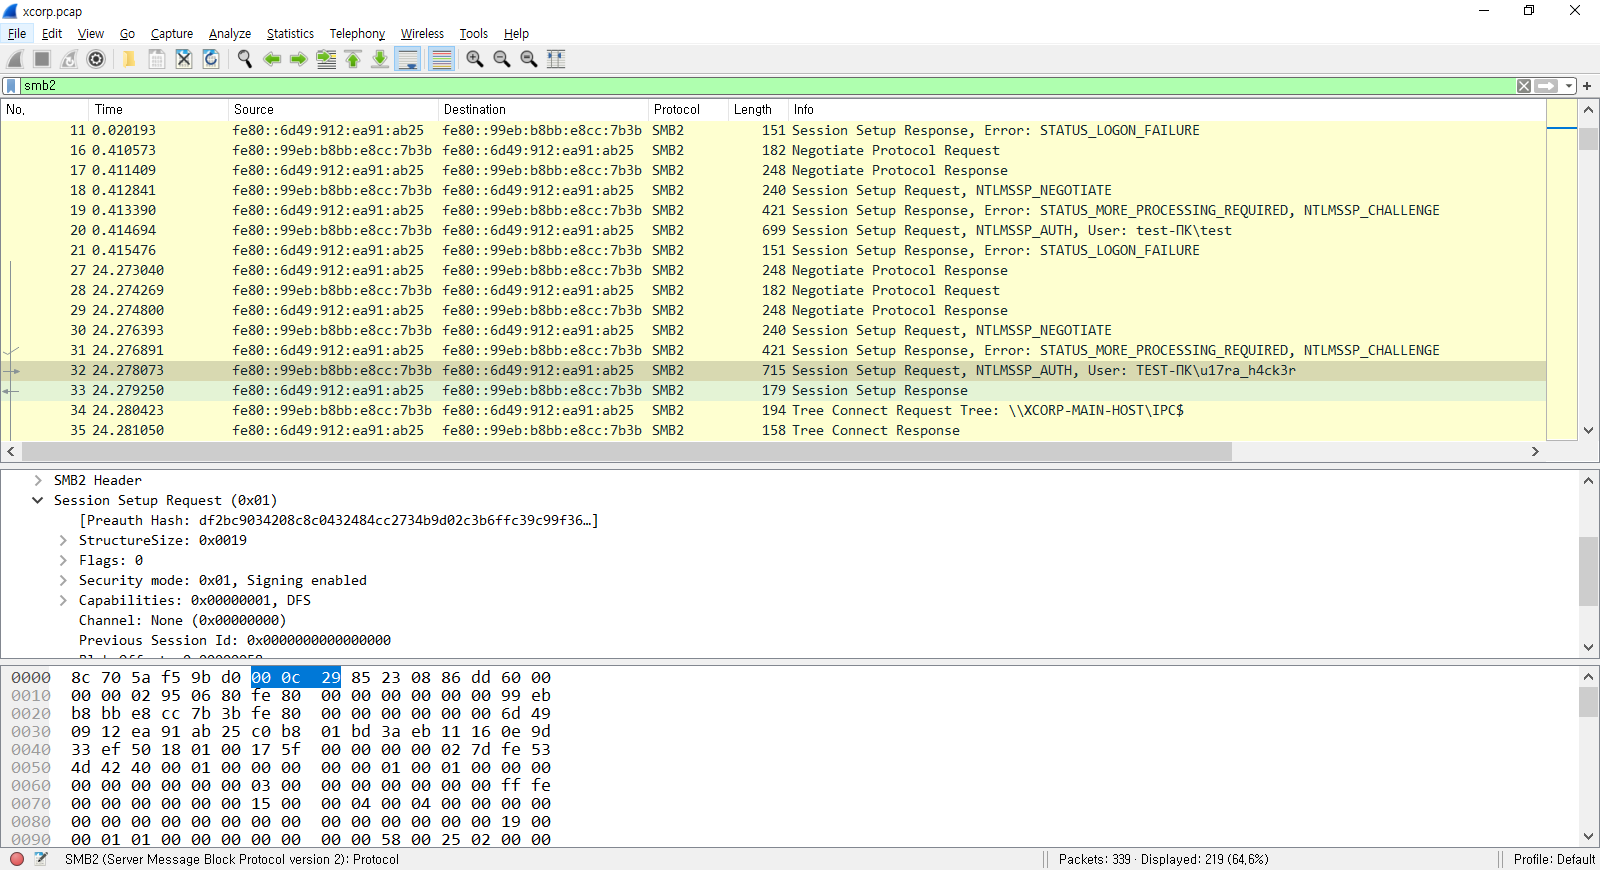 xcorp.pcap
File Edit View Go Capture Analyze Statistics Telephony Wireless Tools Help
smb2
No. Time Source Destination Protocol Length Info
11 0.020193 fe80::6d49:912:ea91:ab25 fe80::99eb:b8bb:e8cc:7b3b SMB2 151 Session Setup Response, Error: STATUS_LOGON_FAILURE
16 0.410573 fe80::99eb:b8bb:e8cc:7b3b fe80::6d49:912:ea91:ab25 SMB2 182 Negotiate Protocol Request
17 0.411409 fe80::6d49:912:ea91:ab25 fe80::99eb:b8bb:e8cc:7b3b SMB2 248 Negotiate Protocol Response
18 0.412841 fe80::99eb:b8bb:e8cc:7b3b fe80::6d49:912:ea91:ab25 SMB2 240 Session Setup Request, NTLMSSP_NEGOTIATE
19 0.413390 fe80::6d49:912:ea91:ab25 fe80::99eb:b8bb:e8cc:7b3b SMB2 421 Session Setup Response, Error: STATUS_MORE_PROCESSING_REQUIRED, NTLMSSP_CHALLENGE
20 0.414694 fe80::99eb:b8bb:e8cc:7b3b fe80::6d49:912:ea91:ab25 SMB2 699 Session Setup Request, NTLMSSP_AUTH, User: test-ПК\test
21 0.415476 fe80::6d49:912:ea91:ab25 fe80::99eb:b8bb:e8cc:7b3b SMB2 151 Session Setup Response, Error: STATUS_LOGON_FAILURE
27 24.273040 fe80::6d49:912:ea91:ab25 fe80::99eb:b8bb:e8cc:7b3b SMB2 248 Negotiate Protocol Response
28 24.274269 fe80::99eb:b8bb:e8cc:7b3b fe80::6d49:912:ea91:ab25 SMB2 182 Negotiate Protocol Request
29 24.274800 fe80::6d49:912:ea91:ab25 fe80::99eb:b8bb:e8cc:7b3b SMB2 248 Negotiate Protocol Response
30 24.276393 fe80::99eb:b8bb:e8cc:7b3b fe80::6d49:912:ea91:ab25 SMB2 240 Session Setup Request, NTLMSSP_NEGOTIATE
31 24.276891 fe80::6d49:912:ea91:ab25 fe80::99eb:b8bb:e8cc:7b3b SMB2 421 Session Setup Response, Error: STATUS_MORE_PROCESSING_REQUIRED, NTLMSSP_CHALLENGE
32 24.278073 fe80::99eb:b8bb:e8cc:7b3b fe80::6d49:912:ea91:ab25 SMB2 715 Session Setup Request, NTLMSSP_AUTH, User: TEST-ПК\u17ra_h4ck3r
33 24.279250 fe80::6d49:912:ea91:ab25 fe80::99eb:b8bb:e8cc:7b3b SMB2 179 Session Setup Response
34 24.280423 fe80::99eb:b8bb:e8cc:7b3b fe80::6d49:912:ea91:ab25 SMB2 194 Tree Connect Request Tree: \\XCORP-MAIN-HOST\IPC$
35 24.281050 fe80::6d49:912:ea91:ab25 fe80::99eb:b8bb:e8cc:7b3b SMB2 158 Tree Connect Response
SMB2 Header
Session Setup Request (0x01)
[Preauth Hash: df2bc9034208c8c0432484cc2734b9d02c3b6ffc39c99f36…]
StructureSize: 0x0019
Flags: 0
Security mode: 0x01, Signing enabled
Capabilities: 0x00000001, DFS
Channel: None (0x00000000)
Previous Session Id: 0x0000000000000000
0000 8c 70 5a f5 9b d0 00 0c 29 85 23 08 86 dd 60 00
0010 00 00 02 95 06 80 fe 80 00 00 00 00 00 00 99 eb
0020 b8 bb e8 cc 7b 3b fe 80 00 00 00 00 00 00 6d 49
0030 09 12 ea 91 ab 25 c0 b8 01 bd 3a eb 11 16 0e 9d
0040 33 ef 50 18 01 00 17 5f 00 00 00 00 02 7d fe 53
0050 4d 42 40 00 01 00 00 00 00 00 01 00 01 00 00 00
0060 00 00 00 00 00 00 03 00 00 00 00 00 00 00 ff fe
0070 00 00 00 00 00 00 15 00 00 04 00 04 00 00 00 00
0080 00 00 00 00 00 00 00 00 00 00 00 00 00 00 19 00
0090 00 01 01 00 00 00 00 00 00 00 58 00 25 02 00 00
SMB2 (Server Message Block Protocol version 2): Protocol
Packets: 339 · Displayed: 219 (64.6%)
Profile: Default